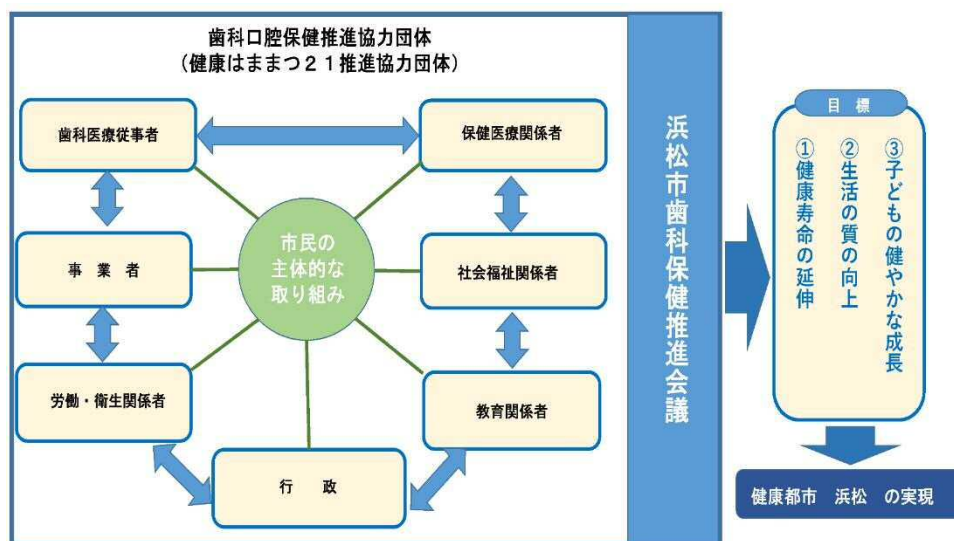 歯科口腔保健推進協力団体
（健康はままつ２１推進協力団体）
歯科医療従事者
保健医療関係者
事　業　者
市民の
主体的な
取り組み
社会福祉関係者
労働・衛生関係者
教育関係者
行　　政
浜松市歯科保健推進会議
目　標
①健康寿命の延伸
②生活の質の向上
③子どもの健やかな成長
健康都市　浜松　の実現